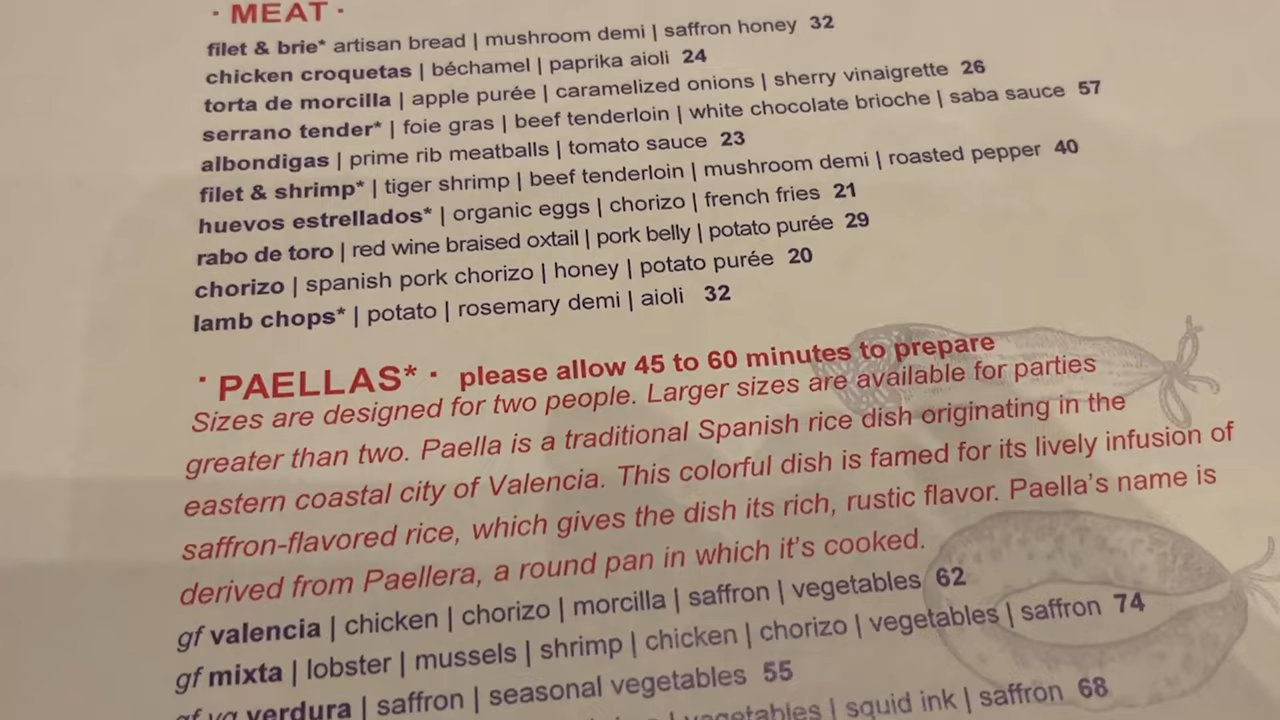 · MEAT ·
filet & brie* artisan bread | mushroom demi | saffron honey 32
chicken croquetas | béchamel | paprika aioli 24
torta de morcilla | apple purée | caramelized onions | sherry vinaigrette 26
serrano tender* | foie gras | beef tenderloin | white chocolate brioche | saba sauce 57
albondigas | prime rib meatballs | tomato sauce 23
filet & shrimp* | tiger shrimp | beef tenderloin | mushroom demi | roasted pepper 40
huevos estrellados* | organic eggs | chorizo | french fries 21
rabo de toro | red wine braised oxtail | pork belly | potato purée 29
chorizo | spanish pork chorizo | honey | potato purée 20
lamb chops* | potato | rosemary demi | aioli 32
· PAELLAS* · please allow 45 to 60 minutes to prepare
Sizes are designed for two people. Larger sizes are available for parties
greater than two. Paella is a traditional Spanish rice dish originating in the
eastern coastal city of Valencia. This colorful dish is famed for its lively infusion of
saffron-flavored rice, which gives the dish its rich, rustic flavor. Paella's name is
derived from Paellera, a round pan in which it's cooked.
gf valencia | chicken | chorizo | morcilla | saffron | vegetables 62
gf mixta | lobster | mussels | shrimp | chicken | chorizo | vegetables | saffron 74
gf vg verdura | saffron | seasonal vegetables 55
| vegetables | squid ink | saffron 68